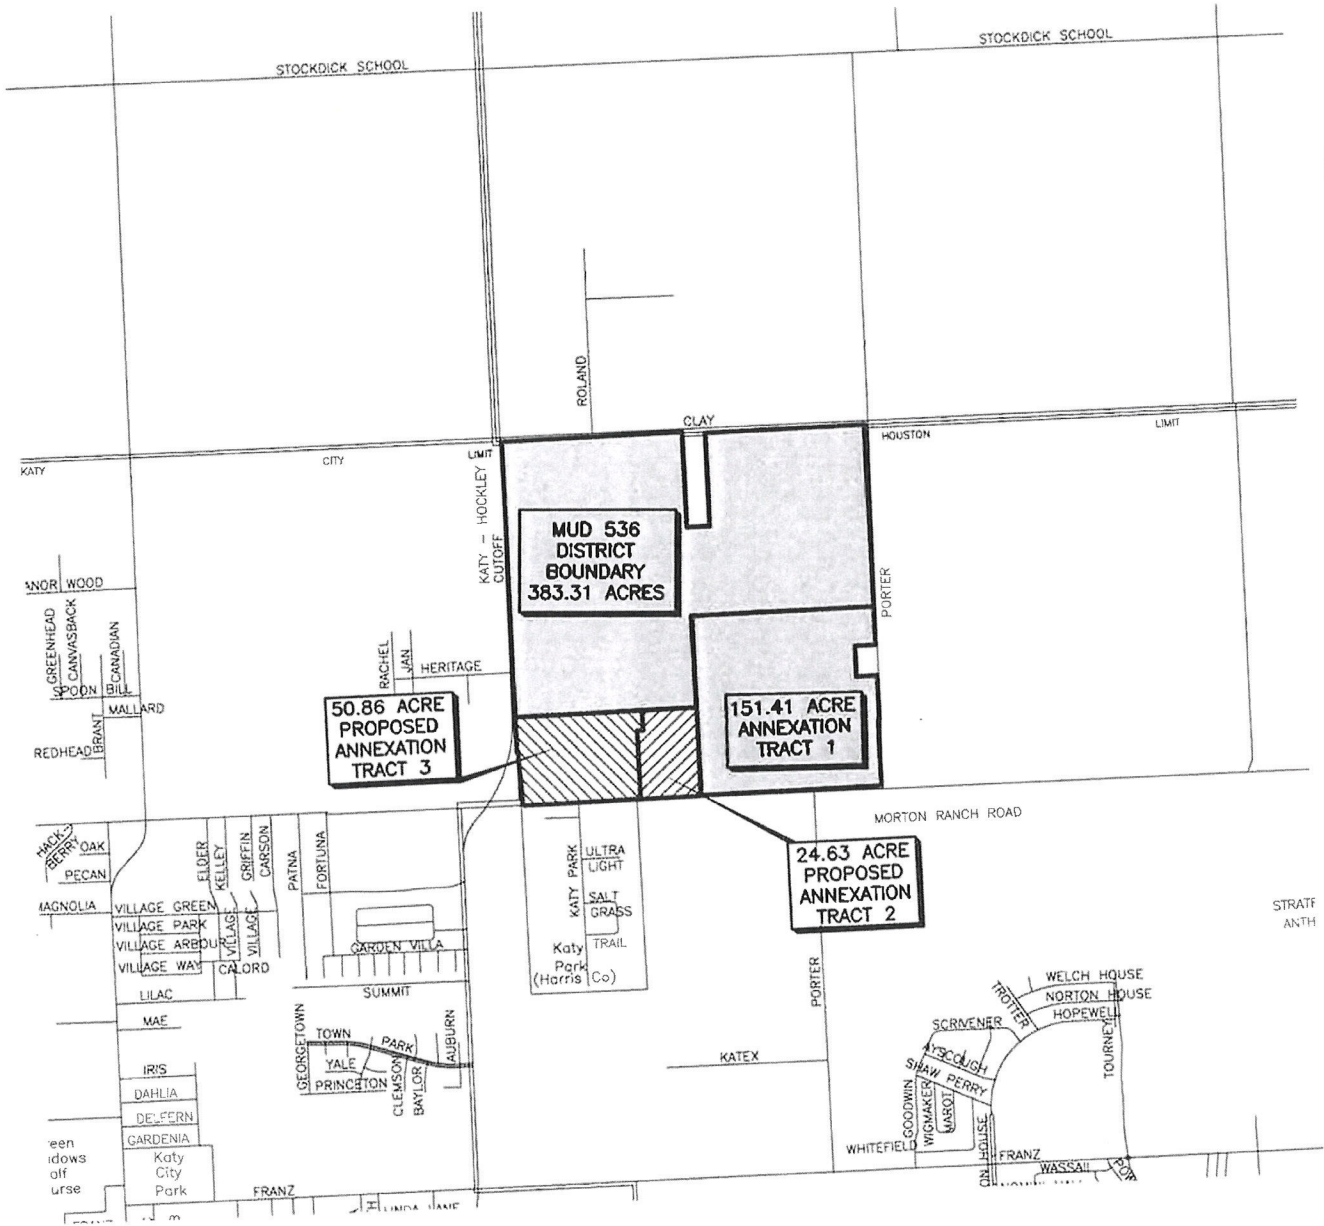 STOCKDICK SCHOOL
STOCKDICK SCHOOL
ROLAND
CLAY
HOUSTON
LIMIT
KATY
CITY
LIMIT
KATY - HOCKLEY
CUTOFF
MUD 536
DISTRICT
BOUNDARY
383.31 ACRES
PORTER
WOOD
GREENHEAD
CANVASBACK
CANADIAN
SPOON BILL
MALLARD
BRANT
REDHEAD
RACHEL
JAN
HERITAGE
50.86 ACRE
PROPOSED
ANNEXATION
TRACT 3
151.41 ACRE
ANNEXATION
TRACT 1
MORTON RANCH ROAD
24.63 ACRE
PROPOSED
ANNEXATION
TRACT 2
HACK-
BERRY
OAK
PECAN
VILLAGE GREEN
VILLAGE PARK
VILLAGE ARBOUR
VILLAGE WAY
ELDER
KELLEY
GRIFFIN
CARSON
PATNA
FORTUNA
VILLAGE
VILLAGE
CALORD
GARDEN VILLA
SUMMIT
LILAC
MAE
KATY PARK
ULTRA
LIGHT
SALT
GRASS
TRAIL
Katy
Park
(Harris Co)
PORTER
GEORGETOWN
TOWN PARK
YALE
PRINCETON
CLEMSON
BAYLOR
AUBURN
KATEX
IRIS
DAHLIA
DELFERN
GARDENIA
Katy
City
Park
FRANZ
WELCH HOUSE
NORTON HOUSE
HOPEWELL
TROTTER
SCRIVENER
AYSCOUGH
SHAW PERRY
TOURNEY
GOODWIN
WIGMAKER
MAROT
WHITEFIELD
FRANZ